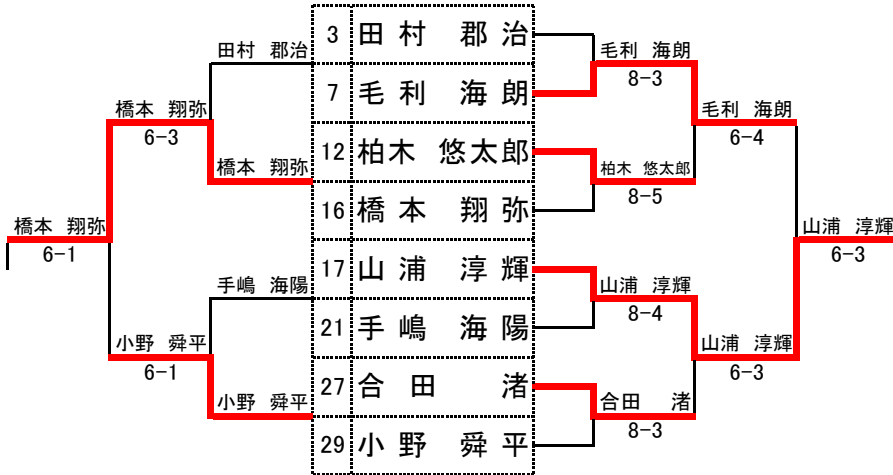 3 田村 郡治
7 毛利 海朗
12 柏木 悠太郎
16 橋本 翔弥
17 山浦 淳輝
21 手嶋 海陽
27 合田 渚
29 小野 舜平
田村 郡治
橋本 翔弥
6-3
橋本 翔弥
橋本 翔弥
6-1
手嶋 海陽
小野 舜平
6-1
小野 舜平
毛利 海朗
8-3
毛利 海朗
6-4
柏木 悠太郎
8-5
山浦 淳輝
6-3
山浦 淳輝
8-4
山浦 淳輝
6-3
合田 渚
8-3